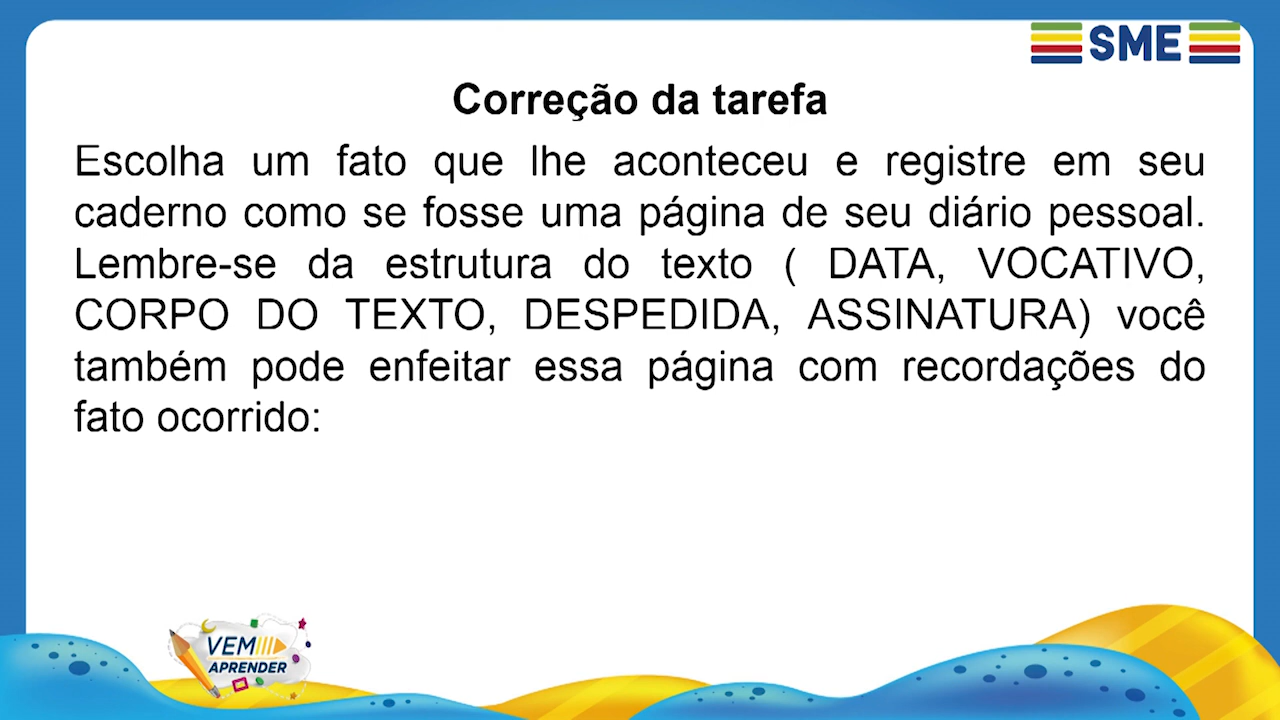 SME
Correção da tarefa
Escolha um fato que lhe aconteceu e registre em seu
caderno como se fosse uma página de seu diário pessoal.
Lembre-se da estrutura do texto ( DATA, VOCATIVO,
CORPO DO TEXTO, DESPEDIDA, ASSINATURA) você
também pode enfeitar essa página com recordações do
fato ocorrido:
VEM
APRENDER